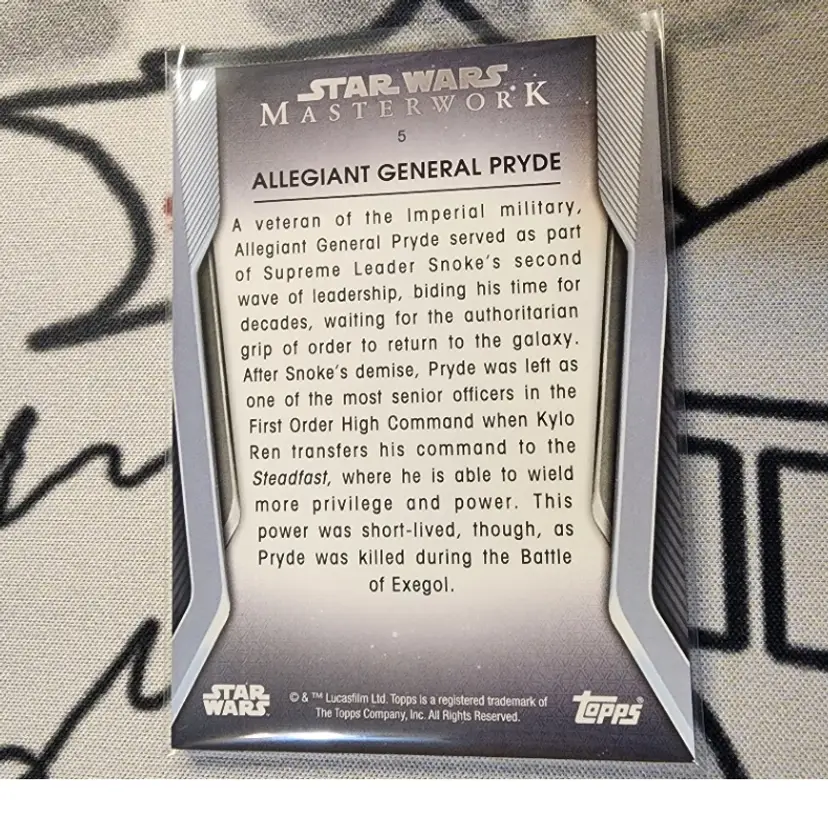 STAR WARS
MASTERWORK
5
ALLEGIANT GENERAL PRYDE
A veteran of the Imperial military,
Allegiant General Pryde served as part
of Supreme Leader Snoke's second
wave of leadership, biding his time for
decades, waiting for the authoritarian
grip of order to return to the galaxy.
After Snoke's demise, Pryde was left as
one of the most senior officers in the
First Order High Command when Kylo
Ren transfers his command to the
Steadfast, where he is able to wield
more privilege and power. This
power was short-lived, though, as
Pryde was killed during the Battle
of Exegol.
STAR
WARS
© & ™ Lucasfilm Ltd. Topps is a registered trademark of
The Topps Company, Inc. All Rights Reserved.
Topps®